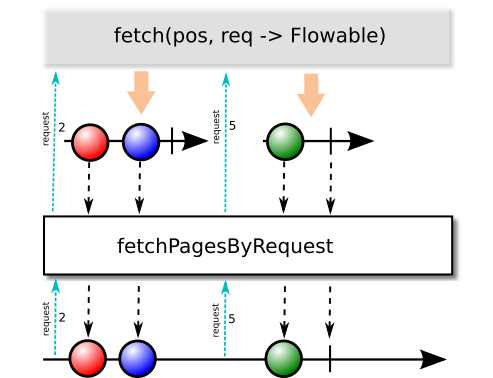 fetch(pos, req -> Flowable)
request
2
request
5
fetchPagesByRequest
request
2
request
5